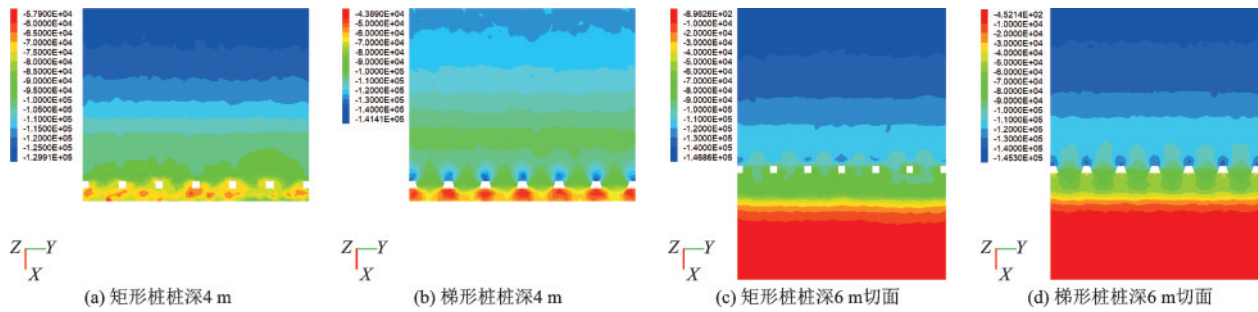 -5.7900E+04
-6.0000E+04
-6.5000E+04
-7.0000E+04
-7.5000E+04
-8.0000E+04
-8.5000E+04
-9.0000E+04
-9.5000E+04
-1.0000E+05
-1.0500E+05
-1.1000E+05
-1.1500E+05
-1.2000E+05
-1.2500E+05
-1.2991E+05
Z Y
X
(a) 矩形桩桩深4 m
-4.3890E+04
-5.0000E+04
-6.0000E+04
-7.0000E+04
-8.0000E+04
-9.0000E+04
-1.0000E+05
-1.1000E+05
-1.2000E+05
-1.3000E+05
-1.4000E+05
-1.4141E+05
Z Y
X
(b) 梯形桩桩深4 m
-8.9626E+02
-1.0000E+04
-2.0000E+04
-3.0000E+04
-4.0000E+04
-5.0000E+04
-6.0000E+04
-7.0000E+04
-8.0000E+04
-9.0000E+04
-1.0000E+05
-1.1000E+05
-1.2000E+05
-1.3000E+05
-1.4000E+05
-1.4686E+05
Z Y
X
(c) 矩形桩桩深6 m切面
-4.5214E+02
-1.0000E+04
-2.0000E+04
-3.0000E+04
-4.0000E+04
-5.0000E+04
-6.0000E+04
-7.0000E+04
-8.0000E+04
-9.0000E+04
-1.0000E+05
-1.1000E+05
-1.2000E+05
-1.3000E+05
-1.4000E+05
-1.4530E+05
Z Y
X
(d) 梯形桩桩深6 m切面